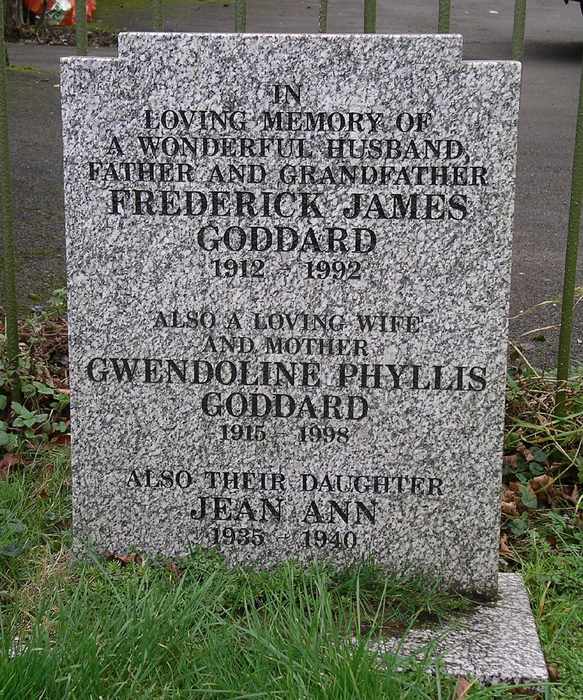 IN
LOVING MEMORY OF
A WONDERFUL HUSBAND,
FATHER AND GRANDFATHER
FREDERICK JAMES
GODDARD
1912 - 1992
ALSO A LOVING WIFE
AND MOTHER
GWENDOLINE PHYLLIS
GODDARD
1915 - 1998
ALSO THEIR DAUGHTER
JEAN ANN
1935 - 1940